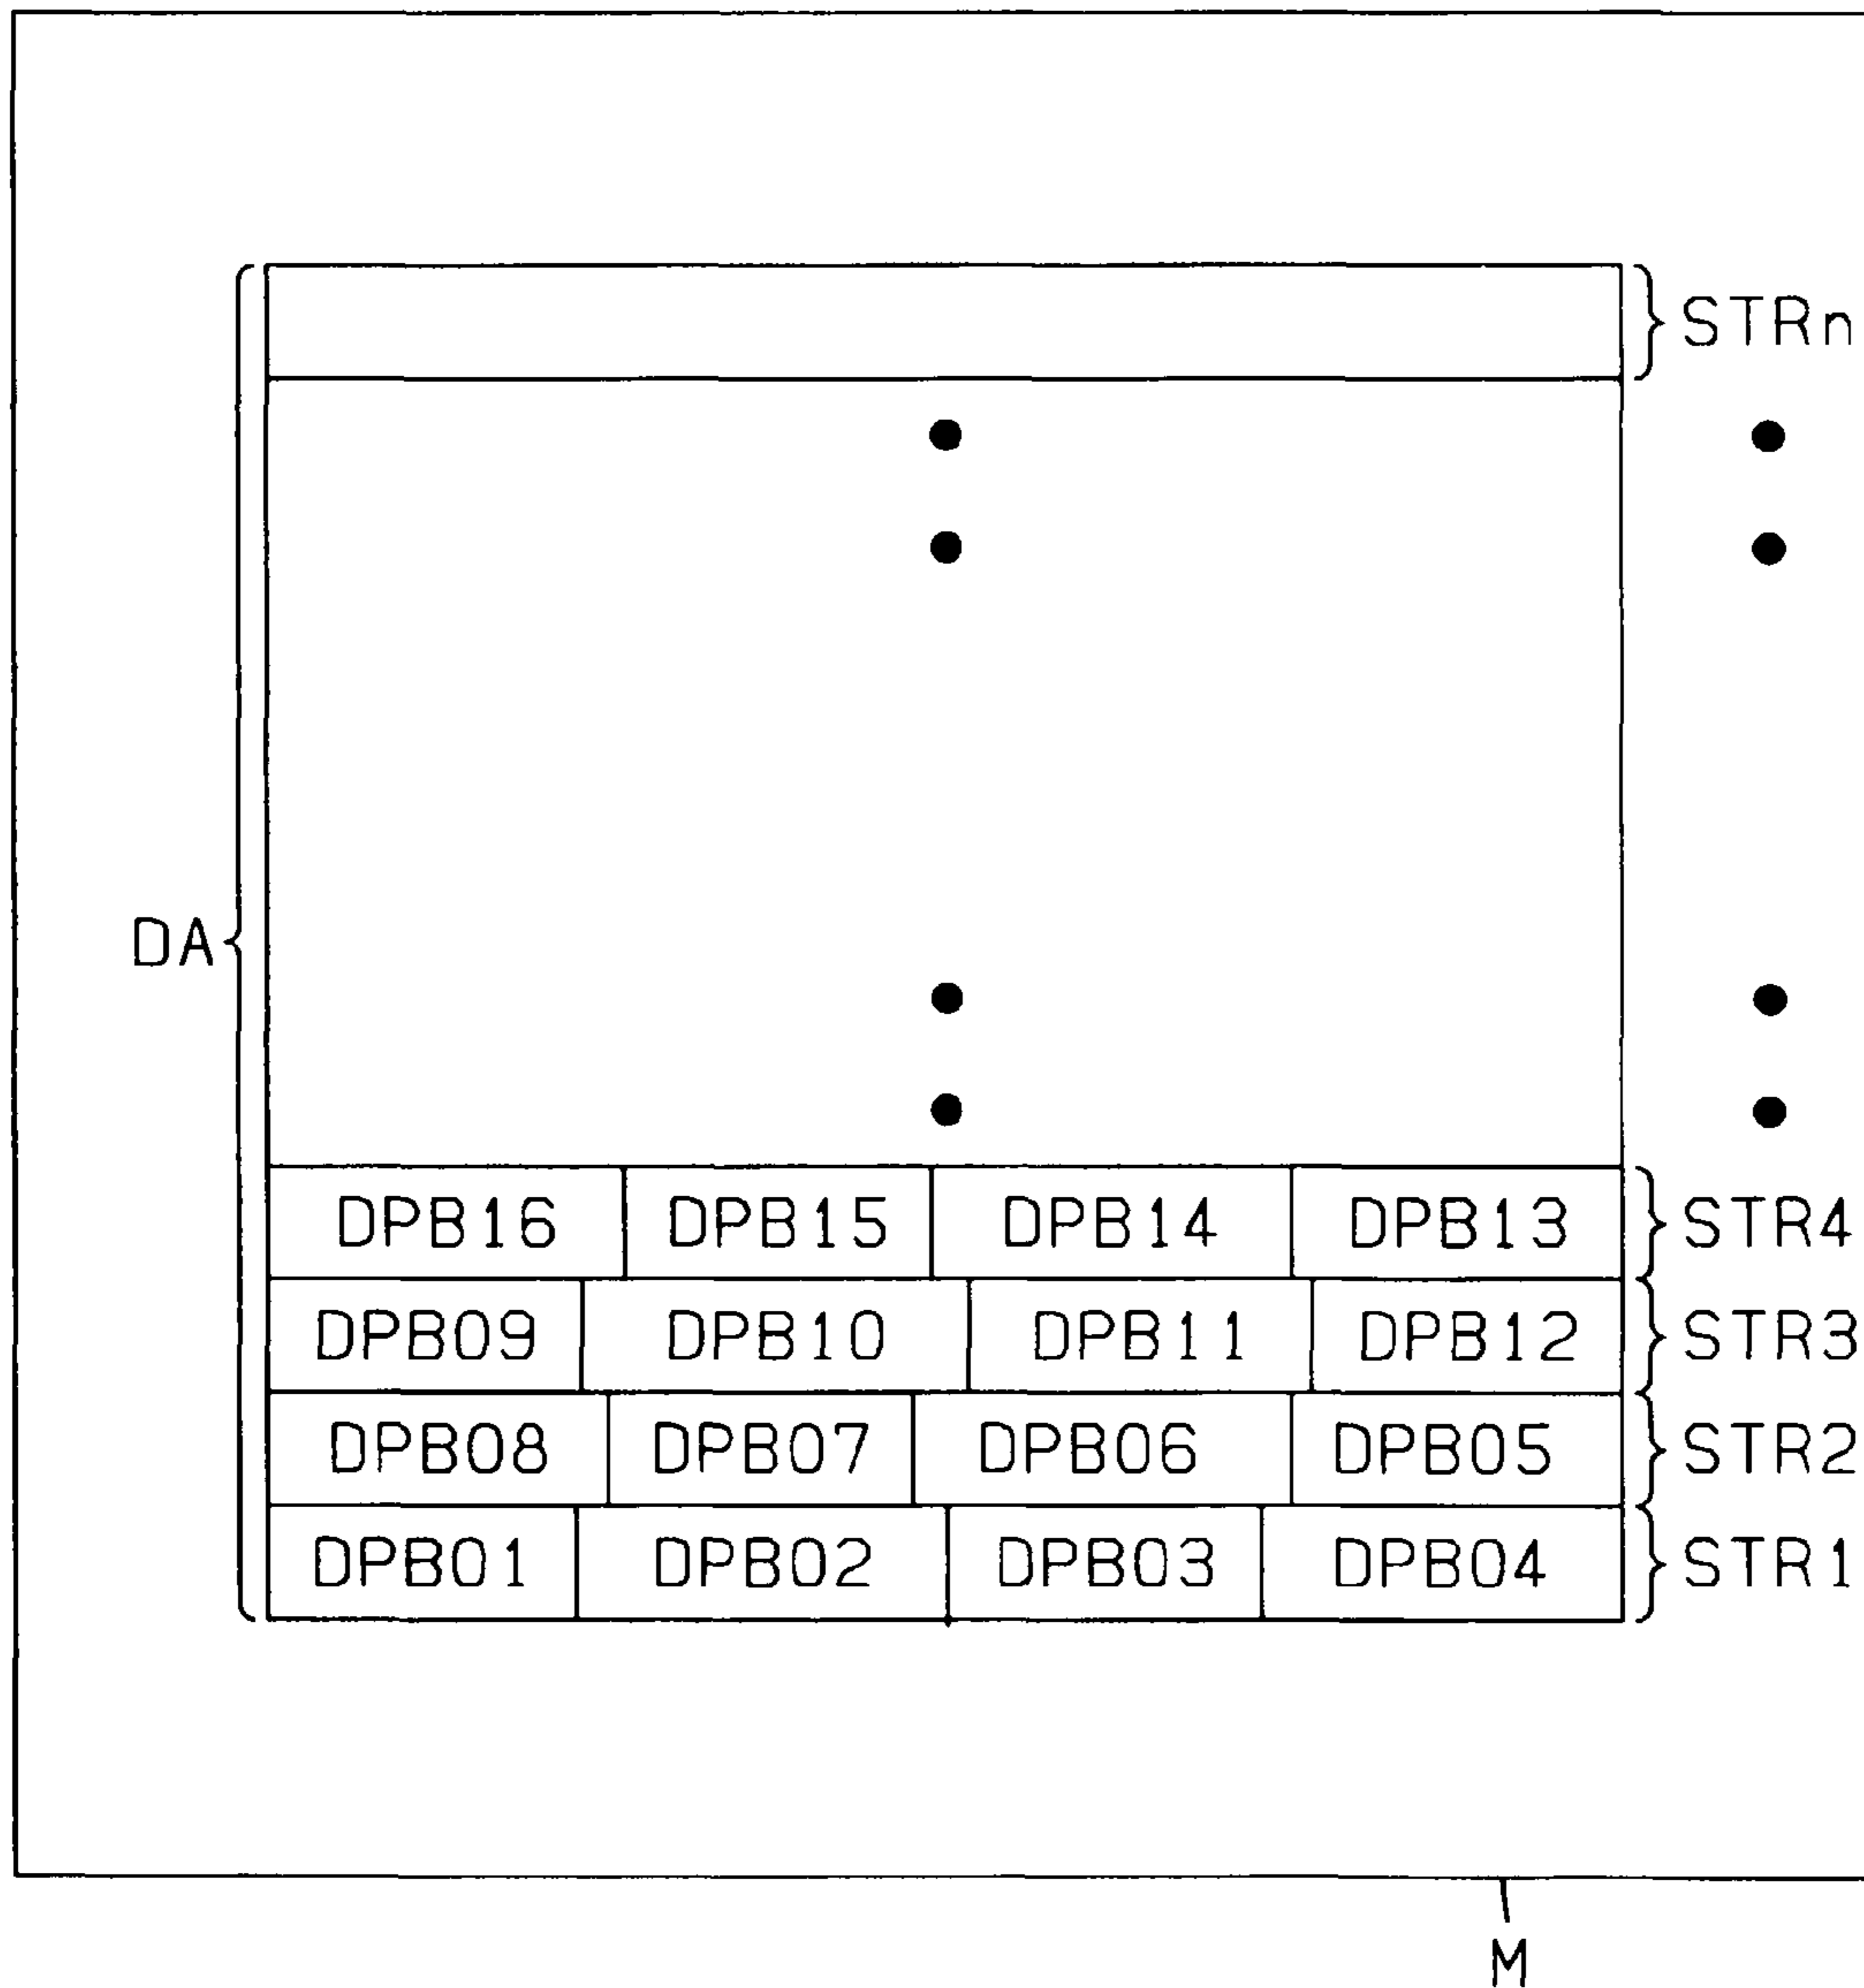 STRn
DA
DPB16 DPB15 DPB14 DPB13 STR4
DPB09 DPB10 DPB11 DPB12 STR3
DPB08 DPB07 DPB06 DPB05 STR2
DPB01 DPB02 DPB03 DPB04 STR1
M